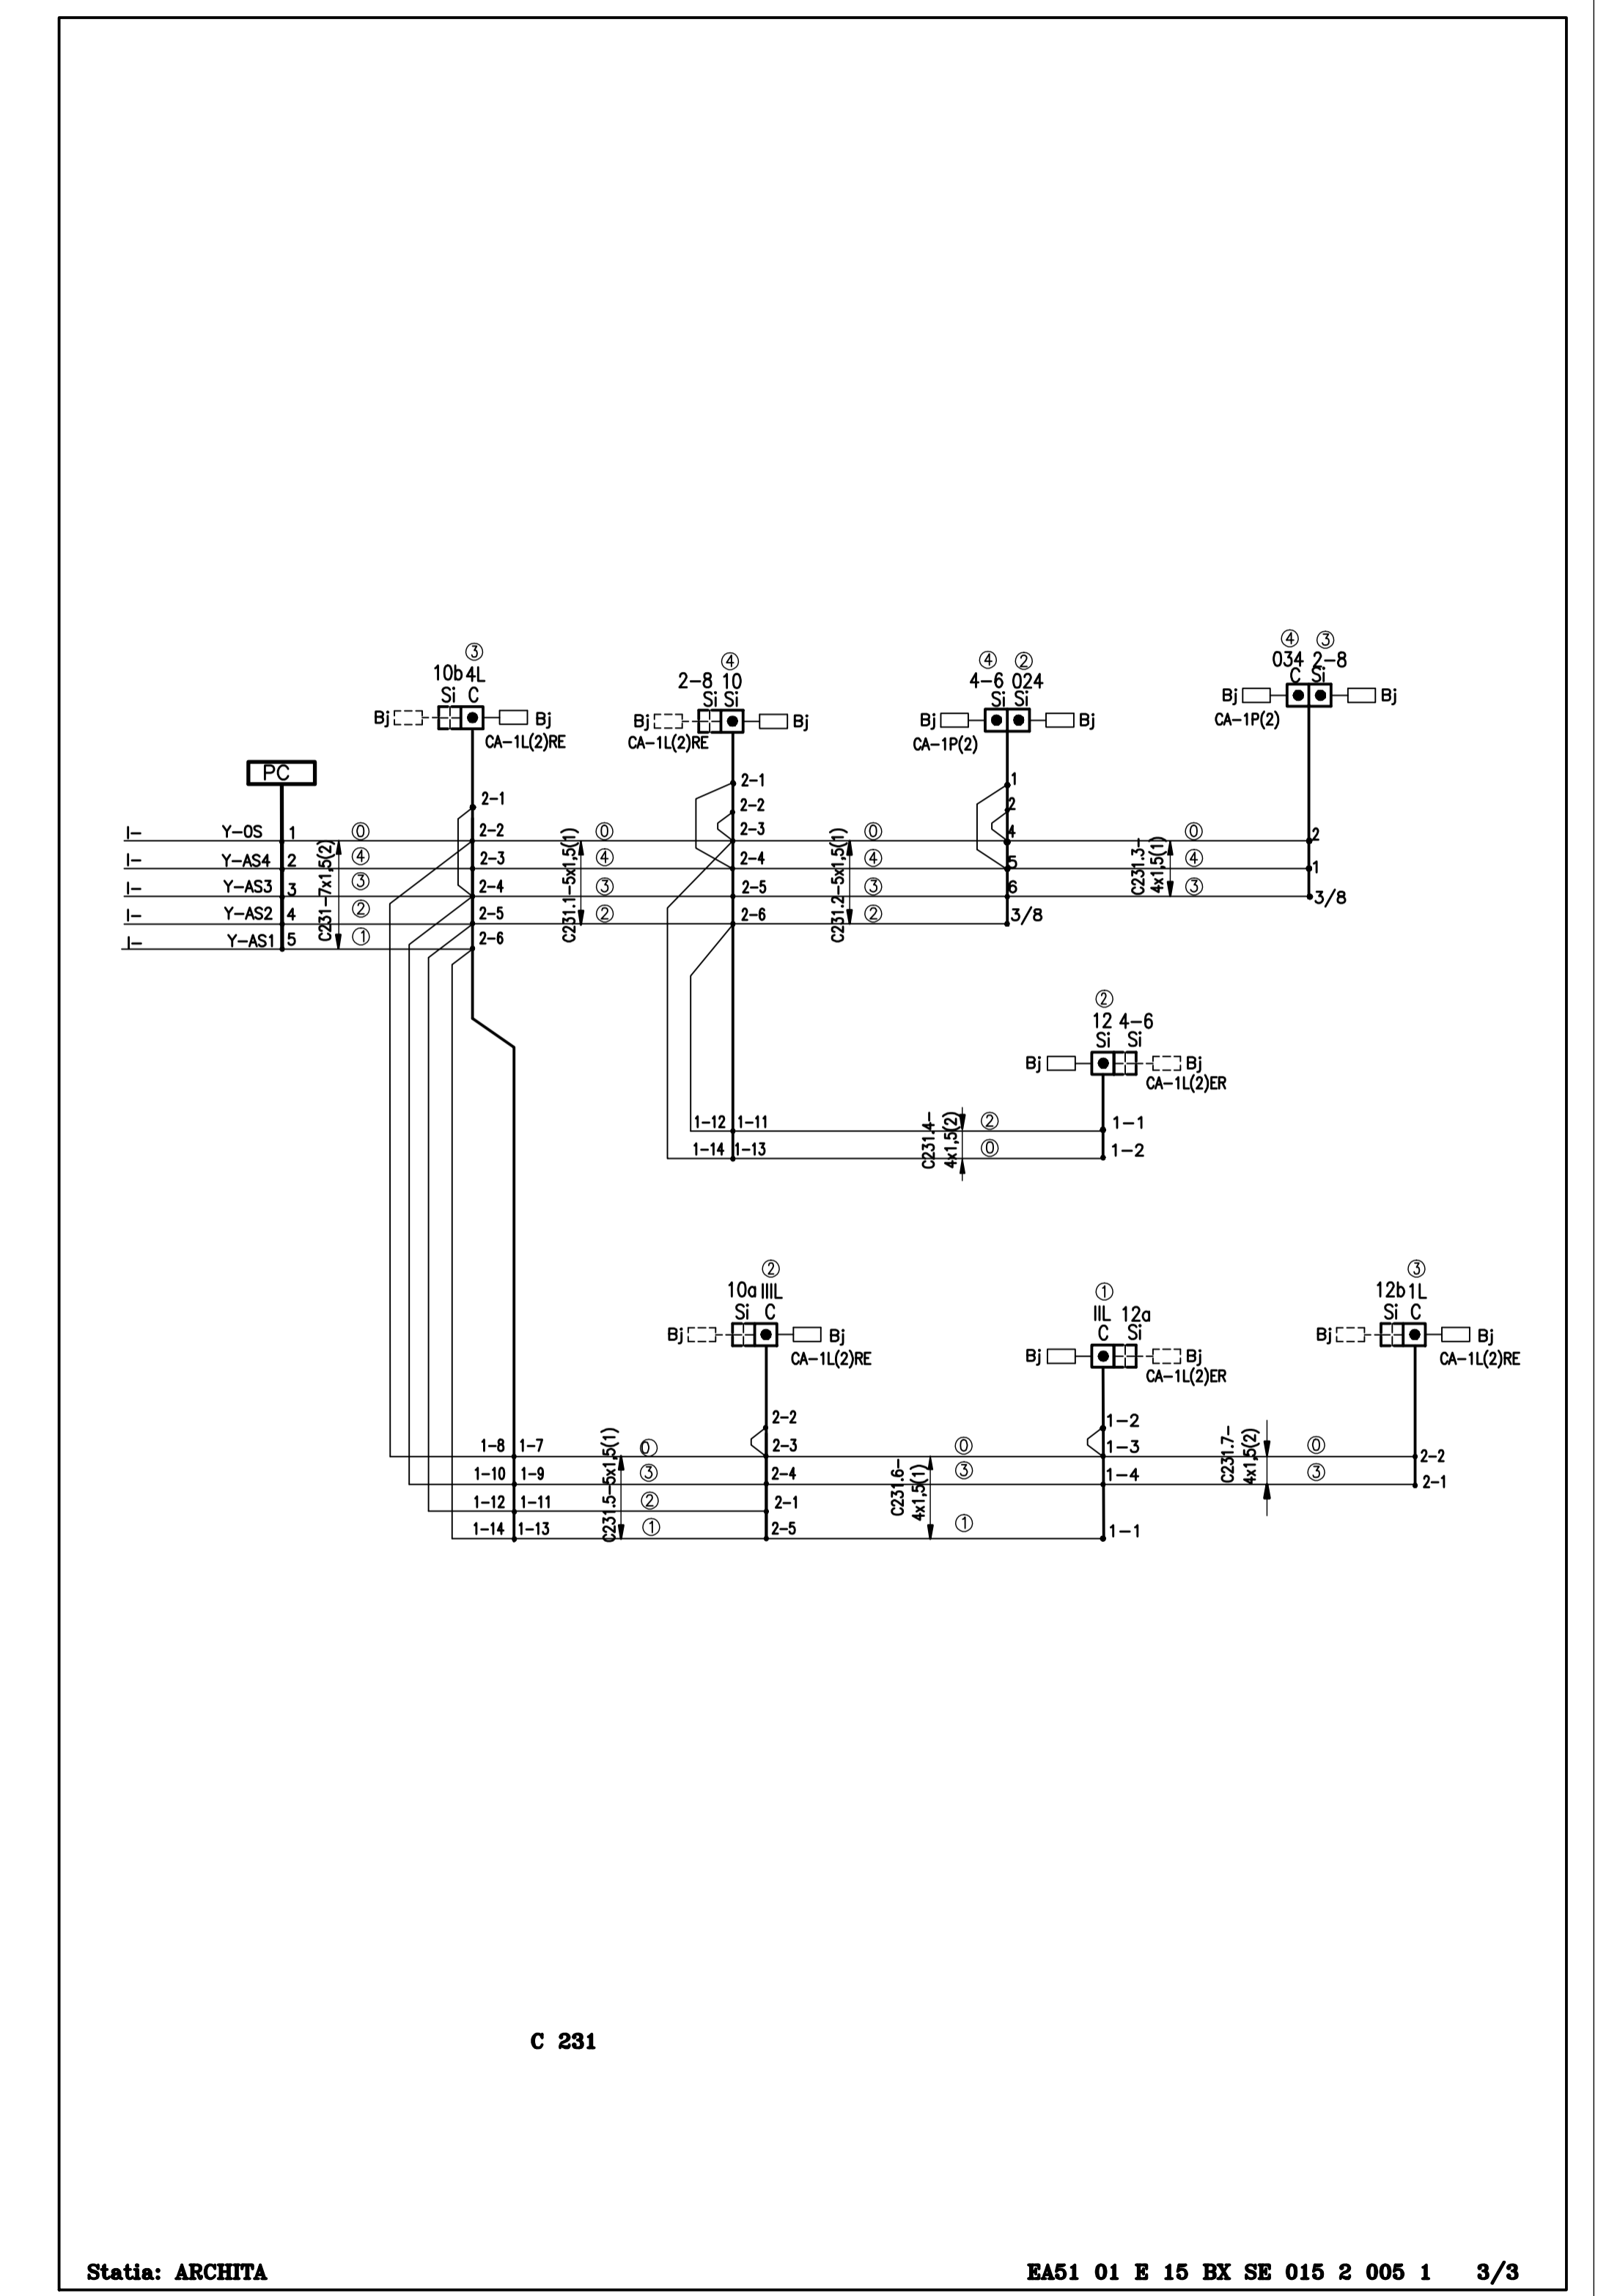 ③
10b 4L
Si C
Bj Bj
CA-1L(2)RE
④
2-8 10
Si Si
Bj Bj
CA-1L(2)RE
④ ②
4-6 024
Si Si
Bj Bj
CA-1P(2)
④ ③
034 2-8
C Si
Bj Bj
CA-1P(2)
PC
I- Y-0S 1
I- Y-AS4 2
I- Y-AS3 3
I- Y-AS2 4
I- Y-AS1 5
C231-7x1,5(2)
⓪
④
③
②
①
2-1
2-2
2-3
2-4
2-5
2-6
C231.1-5x1,5(1)
⓪
④
③
②
2-1
2-2
2-3
2-4
2-5
2-6
C231.2-5x1,5(1)
⓪
④
③
②
1
2
4
5
6
3/8
C231.3-
4x1,5(1)
⓪
④
③
2
1
3/8
②
12 4-6
Si Si
Bj Bj
CA-1L(2)ER
1-12 1-11
1-14 1-13
C231.4-
4x1,5(2)
②
⓪
1-1
1-2
②
10a IIIL
Si C
Bj Bj
CA-1L(2)RE
①
IIL 12a
C Si
Bj Bj
CA-1L(2)ER
③
12b 1L
Si C
Bj Bj
CA-1L(2)RE
1-8 1-7
1-10 1-9
1-12 1-11
1-14 1-13
C231.5-5x1,5(1)
⓪
③
②
①
2-2
2-3
2-4
2-1
2-5
C231.6-
4x1,5(1)
⓪
③
①
1-2
1-3
1-4
1-1
C231.7-
4x1,5(2)
⓪
③
2-2
2-1
C 231
Statia: ARCHITA
EA51 01 E 15 BX SE 015 2 005 1 3/3